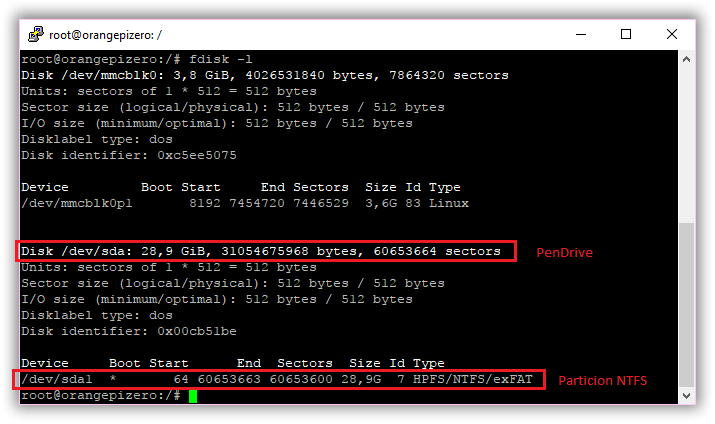 root@orangepizero: /
root@orangepizero:/# fdisk -l
Disk /dev/mmcblk0: 3,8 GiB, 4026531840 bytes, 7864320 sectors
Units: sectors of 1 * 512 = 512 bytes
Sector size (logical/physical): 512 bytes / 512 bytes
I/O size (minimum/optimal): 512 bytes / 512 bytes
Disklabel type: dos
Disk identifier: 0xc5ee5075
Device Boot Start End Sectors Size Id Type
/dev/mmcblk0p1 8192 7454720 7446529 3,6G 83 Linux
Disk /dev/sda: 28,9 GiB, 31054675968 bytes, 60653664 sectors PenDrive
Units: sectors of 1 * 512 = 512 bytes
Sector size (logical/physical): 512 bytes / 512 bytes
I/O size (minimum/optimal): 512 bytes / 512 bytes
Disklabel type: dos
Disk identifier: 0x00cb51be
Device Boot Start End Sectors Size Id Type
/dev/sda1 * 64 60653663 60653600 28,9G 7 HPFS/NTFS/exFAT Particion NTFS
root@orangepizero:/#